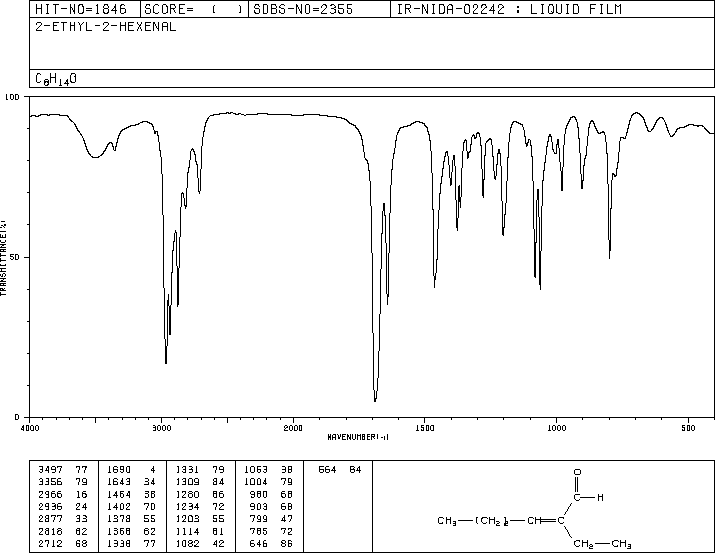 HIT-NO=1846 SCORE= ( ) SDBS-NO=2355 IR-NIDA-02242 : LIQUID FILM
2-ETHYL-2-HEXENAL
C8H14O
100
50
0
TRANSMITTANCE(%)
4000 3000 2000 1500 1000 500
WAVENUMBER(-1)
3497 77 1690 4 1331 79 1063 38 564 84
3356 79 1643 34 1309 84 1004 79
2966 16 1464 38 1280 66 980 68
2936 24 1402 70 1234 72 903 68
2877 33 1378 55 1203 55 799 47
2818 62 1368 62 1114 81 785 72
2712 68 1338 77 1082 42 646 86
O
C H
CH3 (CH2)2 CH C
CH2 CH3